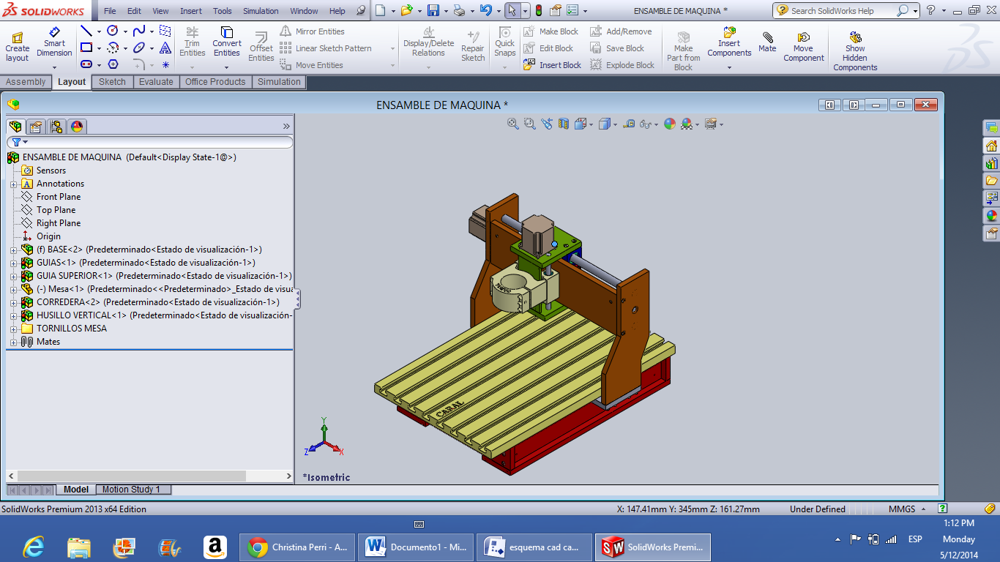 SOLIDWORKS File Edit View Insert Tools Simulation Window Help ENSAMBLE DE MAQUINA * Search SolidWorks Help
Create layout
Smart Dimension
Trim Entities
Convert Entities
Offset Entities
Mirror Entities
Linear Sketch Pattern
Move Entities
Display/Delete Relations
Repair Sketch
Quick Snaps
Make Block
Edit Block
Insert Block
Add/Remove
Save Block
Explode Block
Make Part from Block
Insert Components
Mate
Move Component
Show Hidden Components
Assembly Layout Sketch Evaluate Office Products Simulation
ENSAMBLE DE MAQUINA *
ENSAMBLE DE MAQUINA (Default<Display State-1@>)
Sensors
A Annotations
Front Plane
Top Plane
Right Plane
Origin
(f) BASE<2> (Predeterminado<Estado de visualización-1>)
GUIAS<1> (Predeterminado<Estado de visualización-1>)
GUIA SUPERIOR<1> (Predeterminado<Estado de visualización-1>)
(-) Mesa<1> (Predeterminado<<Predeterminado>_Estado de visua
CORREDERA<2> (Predeterminado<Estado de visualización-1>)
HUSILLO VERTICAL<1> (Predeterminado<Estado de visualización-
TORNILLOS MESA
Mates
CARAL
Y
Z X
*Isometric
Model Motion Study 1
SolidWorks Premium 2013 x64 Edition X: 147.41mm Y: 345mm Z: 161.27mm Under Defined MMGS
Christina Perri - A...
Documento1 - Mi...
esquema cad ca...
SolidWorks Premi...
ESP
1:12 PM
Monday
5/12/2014